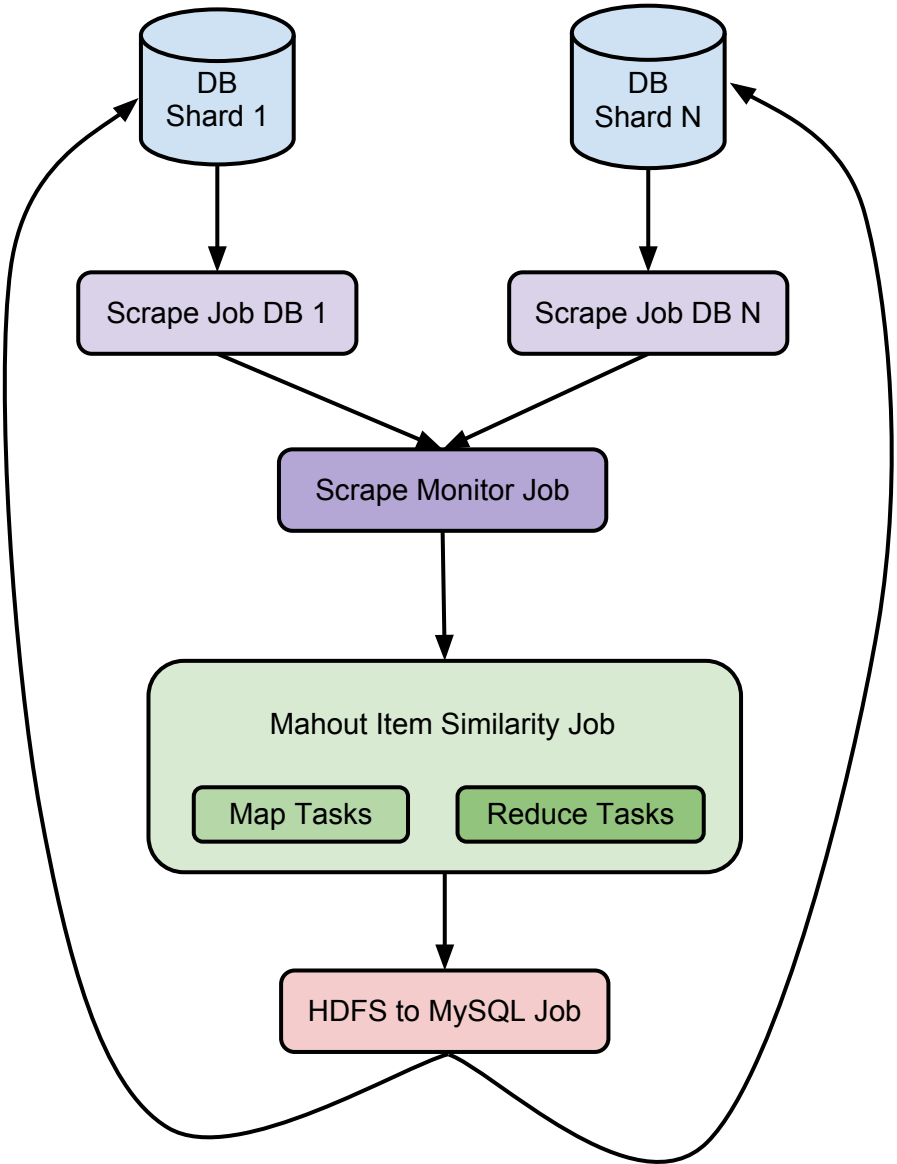 DB
Shard 1
DB
Shard N
Scrape Job DB 1
Scrape Job DB N
Scrape Monitor Job
Mahout Item Similarity Job
Map Tasks
Reduce Tasks
HDFS to MySQL Job